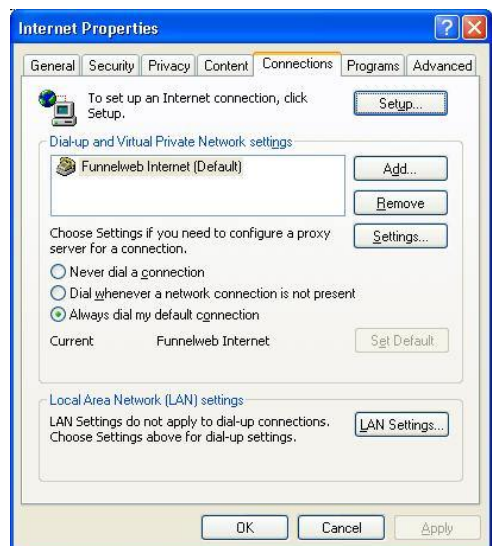 Internet Properties
General Security Privacy Content Connections Programs Advanced
To set up an Internet connection, click
Setup.
Setup...
Dial-up and Virtual Private Network settings
Funnelweb Internet (Default)
Add...
Remove
Choose Settings if you need to configure a proxy
server for a connection.
Settings...
Never dial a connection
Dial whenever a network connection is not present
Always dial my default connection
Current Funnelweb Internet Set Default
Local Area Network (LAN) settings
LAN Settings do not apply to dial-up connections.
Choose Settings above for dial-up settings.
LAN Settings...
OK Cancel Apply